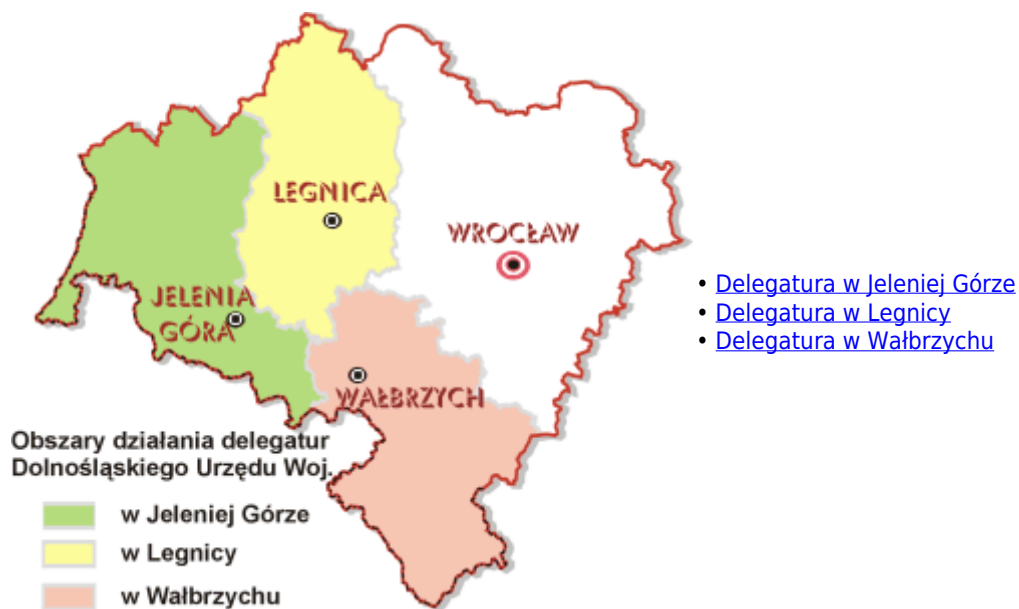 LEGNICA
WROCŁAW
JELENIA
GÓRA
WAŁBRZYCH
Obszary działania delegatur
Dolnośląskiego Urzędu Woj.
w Jeleniej Górze
w Legnicy
w Wałbrzychu
• Delegatura w Jeleniej Górze
• Delegatura w Legnicy
• Delegatura w Wałbrzychu